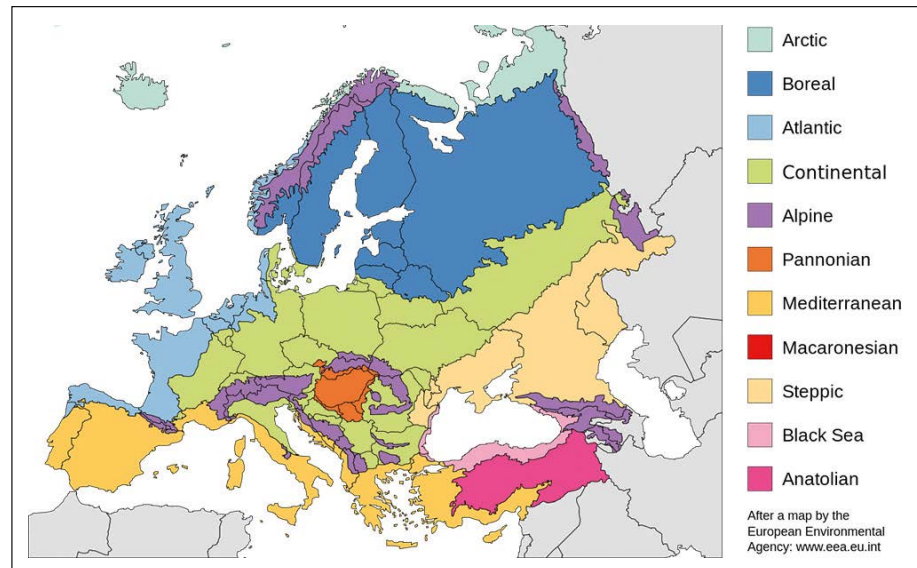 Arctic
Boreal
Atlantic
Continental
Alpine
Pannonian
Mediterranean
Macaronesian
Steppic
Black Sea
Anatolian
After a map by the
European Environmental
Agency: www.eea.eu.int